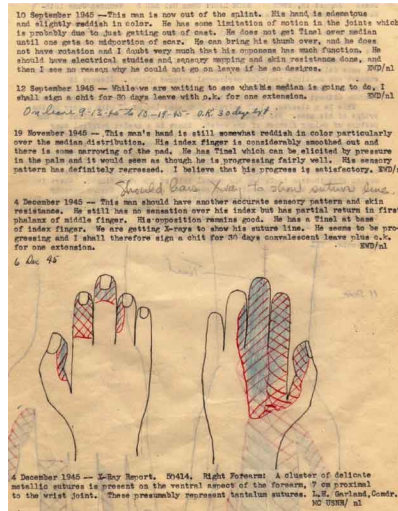 10 September 1945 -- This man is now out of the splint. His hand is edematous
and slightly reddish in color. He has some limitation of motion in the joints which
is probably due to just getting out of cast. He does not get Tinel over median
until one gets to midportion of scar. He can bring his thumb over, and he does
not have rotation and I doubt very much that his opponens has much function. He
should have electrical studies and sensory mapping and skin resistance done, and
then I see no reason why he could not go on leave if he so desires. EWD/nl
12 September 1945 -- While we are waiting to see what his median is going to do, I
shall sign a chit for 30 days leave with o.k. for one extension. EWD/nl
On leave 9-13-45 to 10-19-45- O.K. 30 day ext.
19 November 1945 -- This man's hand is still somewhat reddish in color particularly
over the median distribution. His index finger is considerably smoothed out and
there is some narrowing of the pad. He has Tinel which can be elicited by pressure
in the palm and it would seem as though he is progressing fairly well. His sensory
pattern has definitely regressed. I believe that his progress is satisfactory. EWD/
Should have Xray to show suture line.
4 December 1945 -- This man should have another accurate sensory pattern and skin
resistance. He still has no sensation over his index but has partial return in first
phalanx of middle finger. His opposition remains good. He has a Tinel at base
of index finger. We are getting X-rays to show his suture line. He seems to be pro-
gressing and I shall therefore sign a chit for 30 days convalescent leave plus o.k.
for one extension. EWD/nl
6 Dec 45
4 December 1945 -- X-Ray Report. 50414. Right Forearm: A cluster of delicate
metallic sutures is present on the ventral aspect of the forearm, 7 cm proximal
to the wrist joint. These presumably represent tantalum sutures. L.H. Garland, Comdr.
MC USNR/ nl